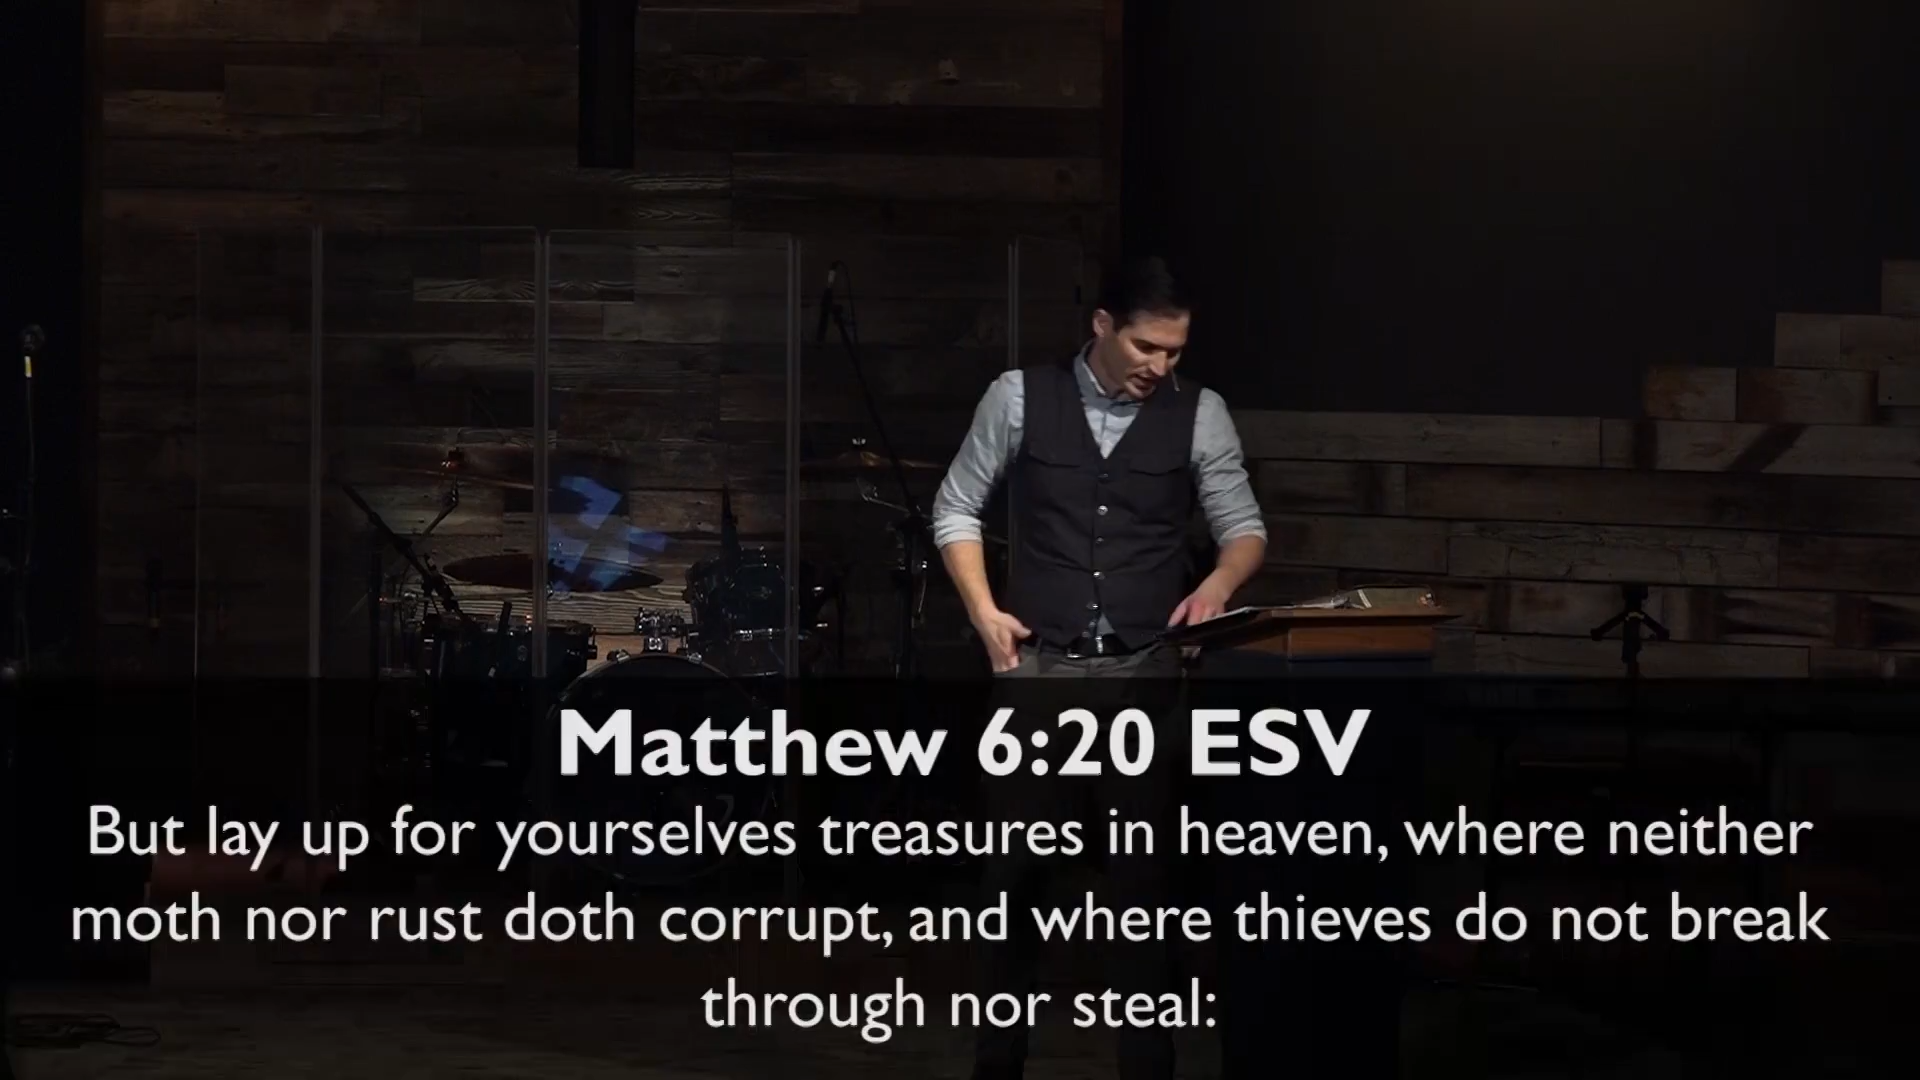 Matthew 6:20 ESV
But lay up for yourselves treasures in heaven, where neither
moth nor rust doth corrupt, and where thieves do not break
through nor steal: